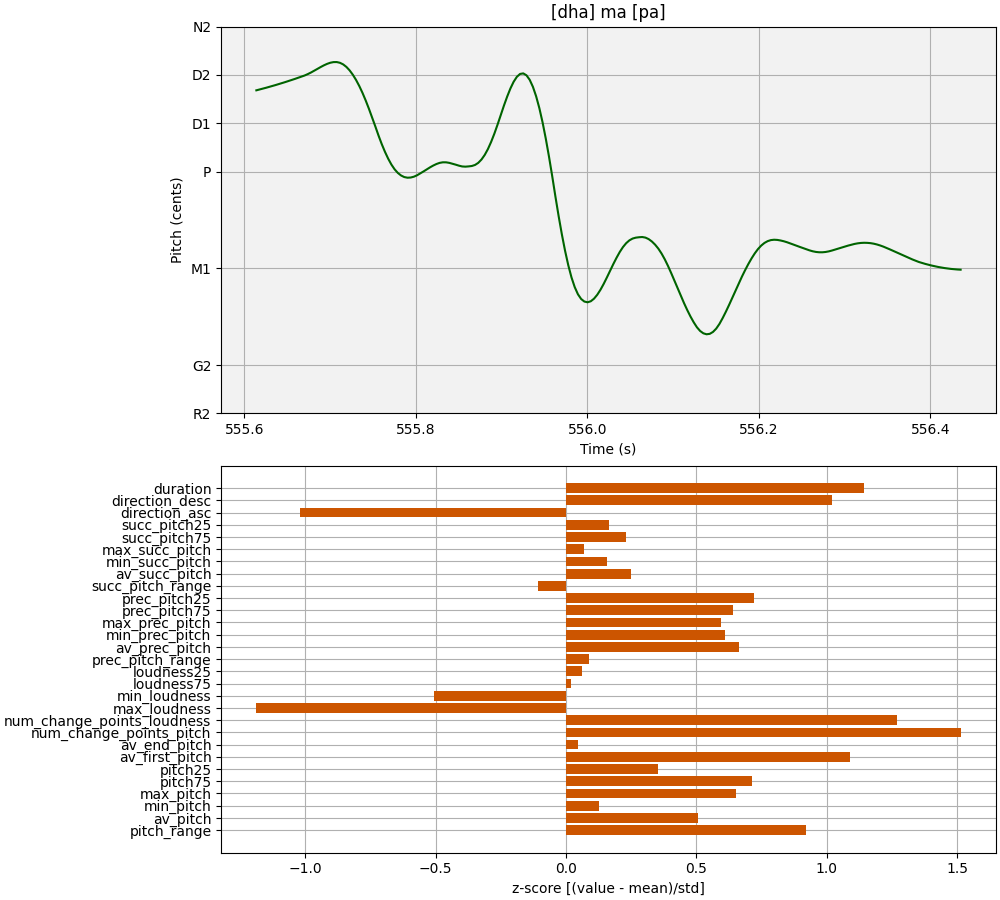 [dha] ma [pa]
N2
D2
D1
P
M1
G2
R2
Pitch (cents)
555.6 555.8 556.0 556.2 556.4
Time (s)
duration
direction_desc
direction_asc
succ_pitch25
succ_pitch75
max_succ_pitch
min_succ_pitch
av_succ_pitch
succ_pitch_range
prec_pitch25
prec_pitch75
max_prec_pitch
min_prec_pitch
av_prec_pitch
prec_pitch_range
loudness25
loudness75
min_loudness
max_loudness
num_change_points_loudness
num_change_points_pitch
av_end_pitch
av_first_pitch
pitch25
pitch75
max_pitch
min_pitch
av_pitch
pitch_range
−1.0 −0.5 0.0 0.5 1.0 1.5
z-score [(value - mean)/std]